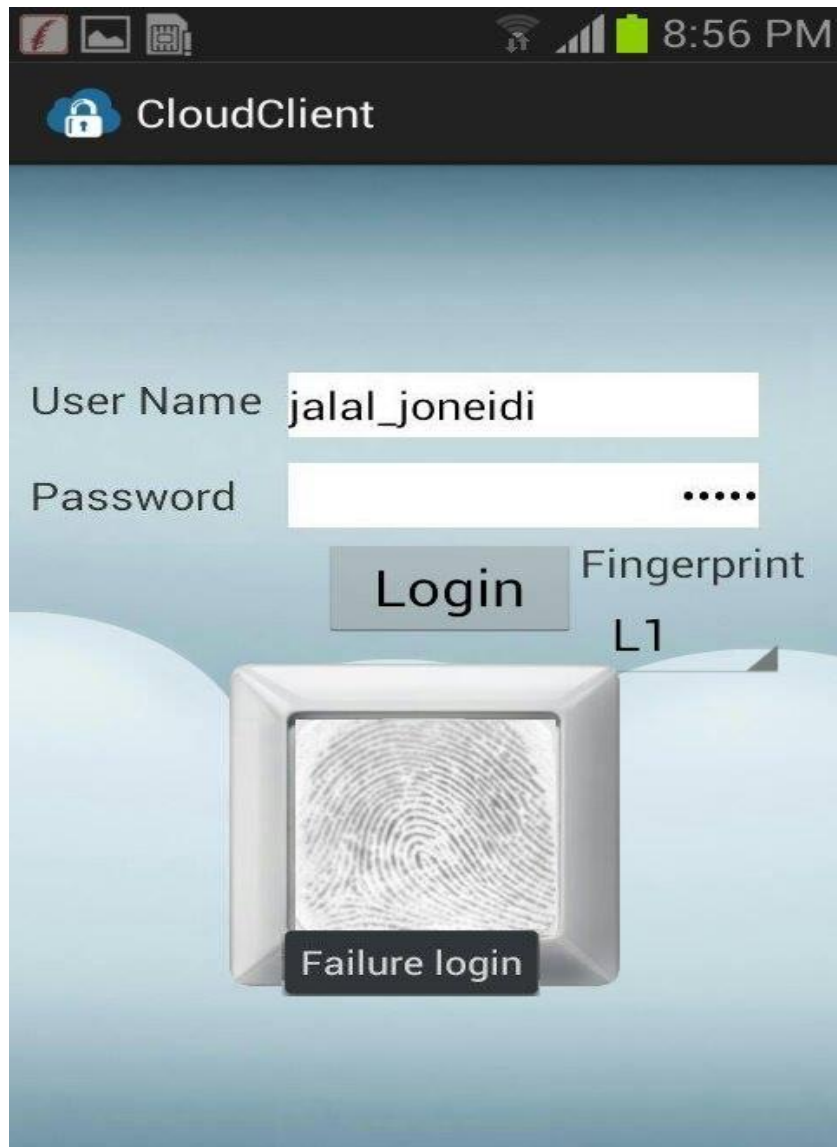 8:56 PM
CloudClient
User Name jalal_joneidi
Password •••••
Login
Fingerprint
L1
Failure login